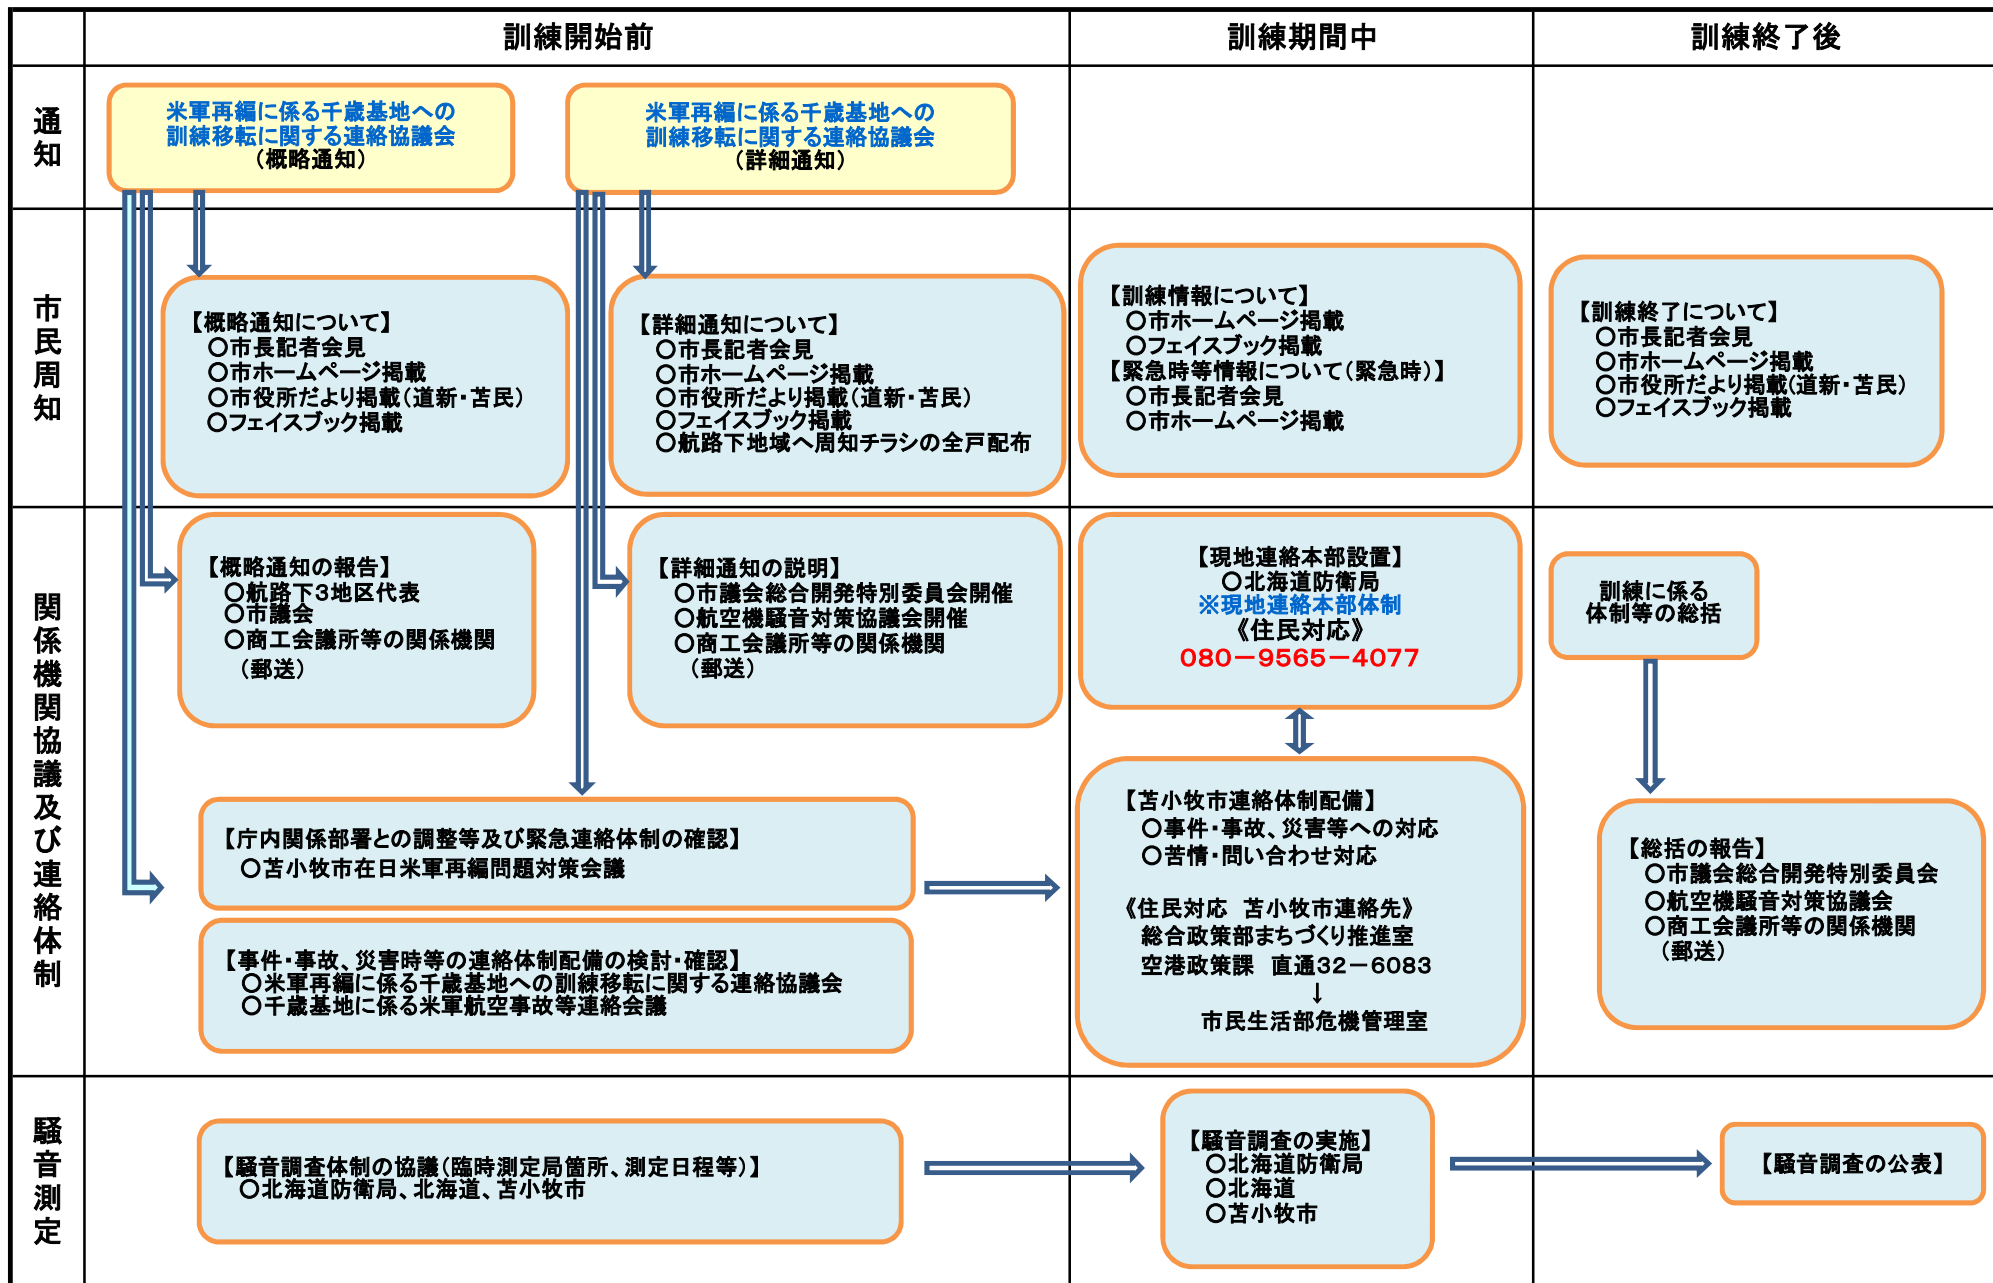 訓練開始前
訓練期間中
訓練終了後
通知
米軍再編に係る千歳基地への
訓練移転に関する連絡協議会
（概略通知）
米軍再編に係る千歳基地への
訓練移転に関する連絡協議会
（詳細通知）
市民周知
【概略通知について】
○市長記者会見
○市ホームページ掲載
○市役所だより掲載（道新・苫民）
○フェイスブック掲載
【詳細通知について】
○市長記者会見
○市ホームページ掲載
○市役所だより掲載（道新・苫民）
○フェイスブック掲載
○航路下地域へ周知チラシの全戸配布
【訓練情報について】
○市ホームページ掲載
○フェイスブック掲載
【緊急時等情報について（緊急時）】
○市長記者会見
○市ホームページ掲載
【訓練終了について】
○市長記者会見
○市ホームページ掲載
○市役所だより掲載（道新・苫民）
○フェイスブック掲載
関係機関協議及び連絡体制
【概略通知の報告】
○航路下３地区代表
○市議会
○商工会議所等の関係機関
（郵送）
【詳細通知の説明】
○市議会総合開発特別委員会開催
○航空機騒音対策協議会開催
○商工会議所等の関係機関
（郵送）
【庁内関係部署との調整等及び緊急連絡体制の確認】
○苫小牧市在日米軍再編問題対策会議
【事件・事故、災害時等の連絡体制配備の検討・確認】
○米軍再編に係る千歳基地への訓練移転に関する連絡協議会
○千歳基地に係る米軍航空事故等連絡会議
【現地連絡本部設置】
○北海道防衛局
※現地連絡本部体制
《住民対応》
０８０－９５６５－４０７７
【苫小牧市連絡体制配備】
○事件・事故、災害等への対応
○苦情・問い合わせ対応
《住民対応　苫小牧市連絡先》
総合政策部まちづくり推進室
空港政策課　直通３２－６０８３
↓
市民生活部危機管理室
訓練に係る
体制等の総括
【総括の報告】
○市議会総合開発特別委員会
○航空機騒音対策協議会
○商工会議所等の関係機関
（郵送）
騒音測定
【騒音調査体制の協議（臨時測定局箇所、測定日程等）】
○北海道防衛局、北海道、苫小牧市
【騒音調査の実施】
○北海道防衛局
○北海道
○苫小牧市
【騒音調査の公表】